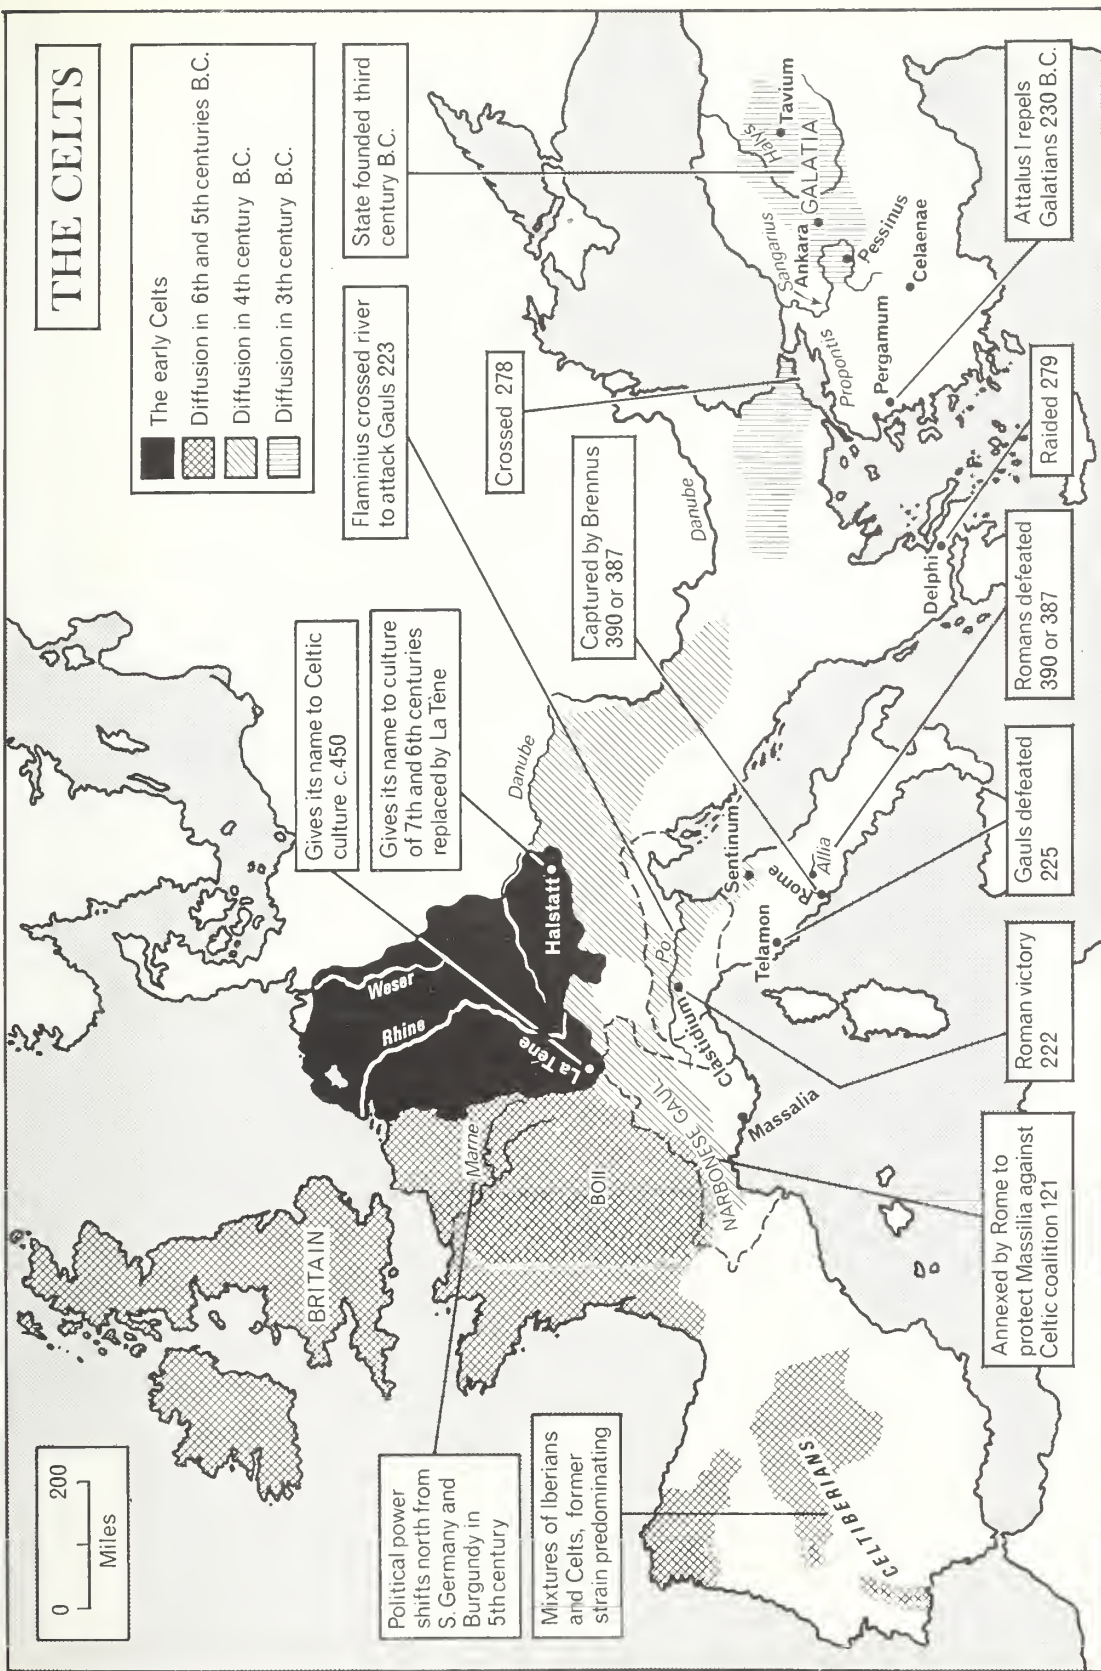 THE CELTS
The early Celts
Diffusion in 6th and 5th centuries B.C.
Diffusion in 4th century B.C.
Diffusion in 3th century B.C.
0 200
Miles
Gives its name to Celtic
culture c.450
Gives its name to culture
of 7th and 6th centuries
replaced by La Tène
Flaminius crossed river
to attack Gauls 223
State founded third
century B.C.
Political power
shifts north from
S. Germany and
Burgundy in
5th century
Mixtures of Iberians
and Celts, former
strain predominating
Captured by Brennus
390 or 387
Crossed 278
Annexed by Rome to
protect Massilia against
Celtic coalition 121
Roman victory
222
Gauls defeated
225
Romans defeated
390 or 387
Raided 279
Attalus I repels
Galatians 230 B.C.
BRITAIN
Weser
Rhine
Marne
La Tène
Halstatt
Danube
Danube
BOII
NARBONESE GAUL
Massalia
Clastidium
Po
Sentinum
Telamon
Rome
Allia
CELTIBERIANS
Delphi
Propontis
Pergamum
Sangarius
Ankara
GALATIA
Halys
Tavium
Pessinus
Celaenae